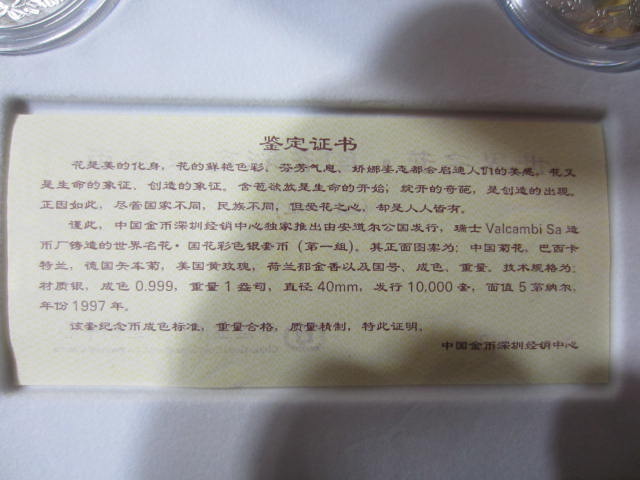 鉴定证书
花是美的化身，花的鲜艳色彩、芬芳气息、娇娜姿态都会启迪人们的美感，花又
是生命的象征、创造的象征。含苞欲放是生命的开始；绽开的奇葩，是创造的出现。
正因如此，尽管国家不同，民族不同，但爱花之心，却是人人皆有。
谨此，中国金币深圳经销中心独家推出由安道尔公国发行，瑞士 Valcambi Sa 造
币厂铸造的世界名花·国花彩色银套币（第一组）。其正面图案为：中国菊花，巴西卡
特兰，德国矢车菊，美国黄玫瑰，荷兰郁金香以及国号、成色、重量。技术规格为：
材质银，成色 0.999，重量 1 盎司，直径 40mm，发行 10,000 套，面值 5 第纳尔，
年份 1997 年。
该套纪念币成色标准，重量合格，质量精制，特此证明。
中国金币深圳经销中心